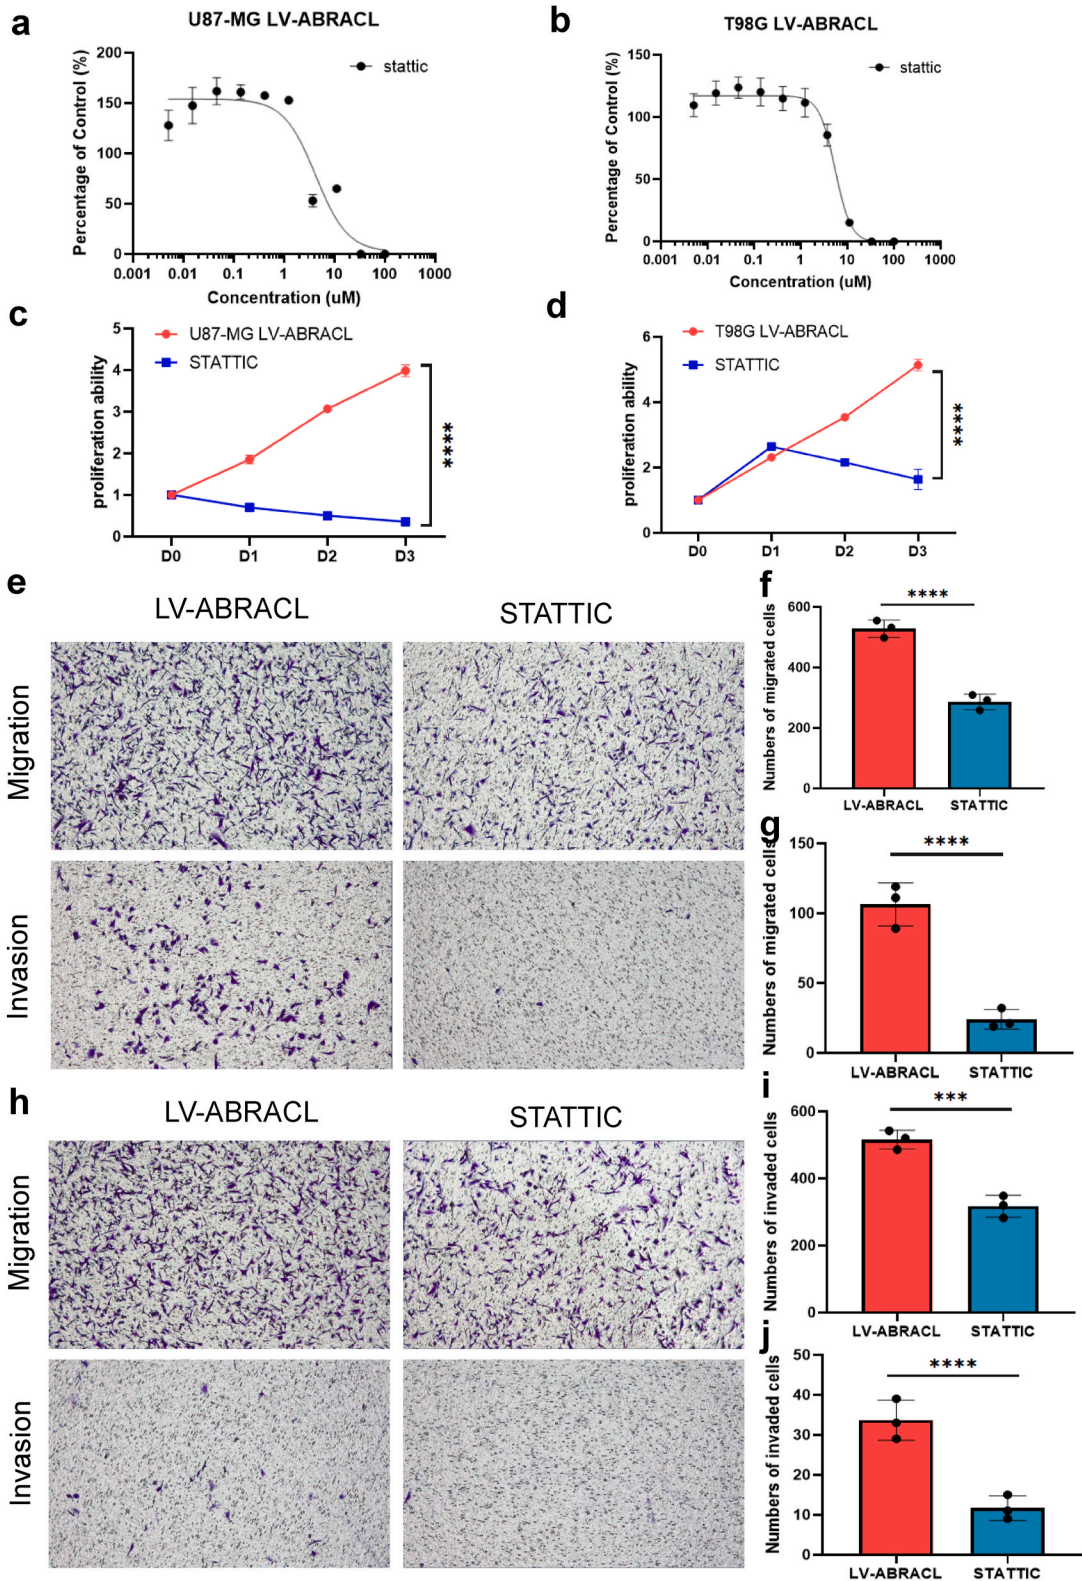 a
U87-MG LV-ABRACL
Percentage of Control (%)
200
150
100
50
0
stattic
0.001 0.01 0.1 1 10 100 1000
Concentration (uM)
b
T98G LV-ABRACL
Percentage of Control (%)
150
100
50
0
stattic
0.001 0.01 0.1 1 10 100 1000
Concentration (uM)
c
proliferation ability
5
4
3
2
1
0
U87-MG LV-ABRACL
STATTIC
****
D0 D1 D2 D3
d
proliferation ability
6
4
2
0
T98G LV-ABRACL
STATTIC
****
D0 D1 D2 D3
e
LV-ABRACL STATTIC
Migration
Invasion
f
Numbers of migrated cells
600
400
200
0
****
LV-ABRACL STATTIC
g
Numbers of migrated cells
150
100
50
0
****
LV-ABRACL STATTIC
h
LV-ABRACL STATTIC
Migration
Invasion
i
Numbers of invaded cells
600
400
200
0
***
LV-ABRACL STATTIC
j
Numbers of invaded cells
50
40
30
20
10
0
****
LV-ABRACL STATTIC